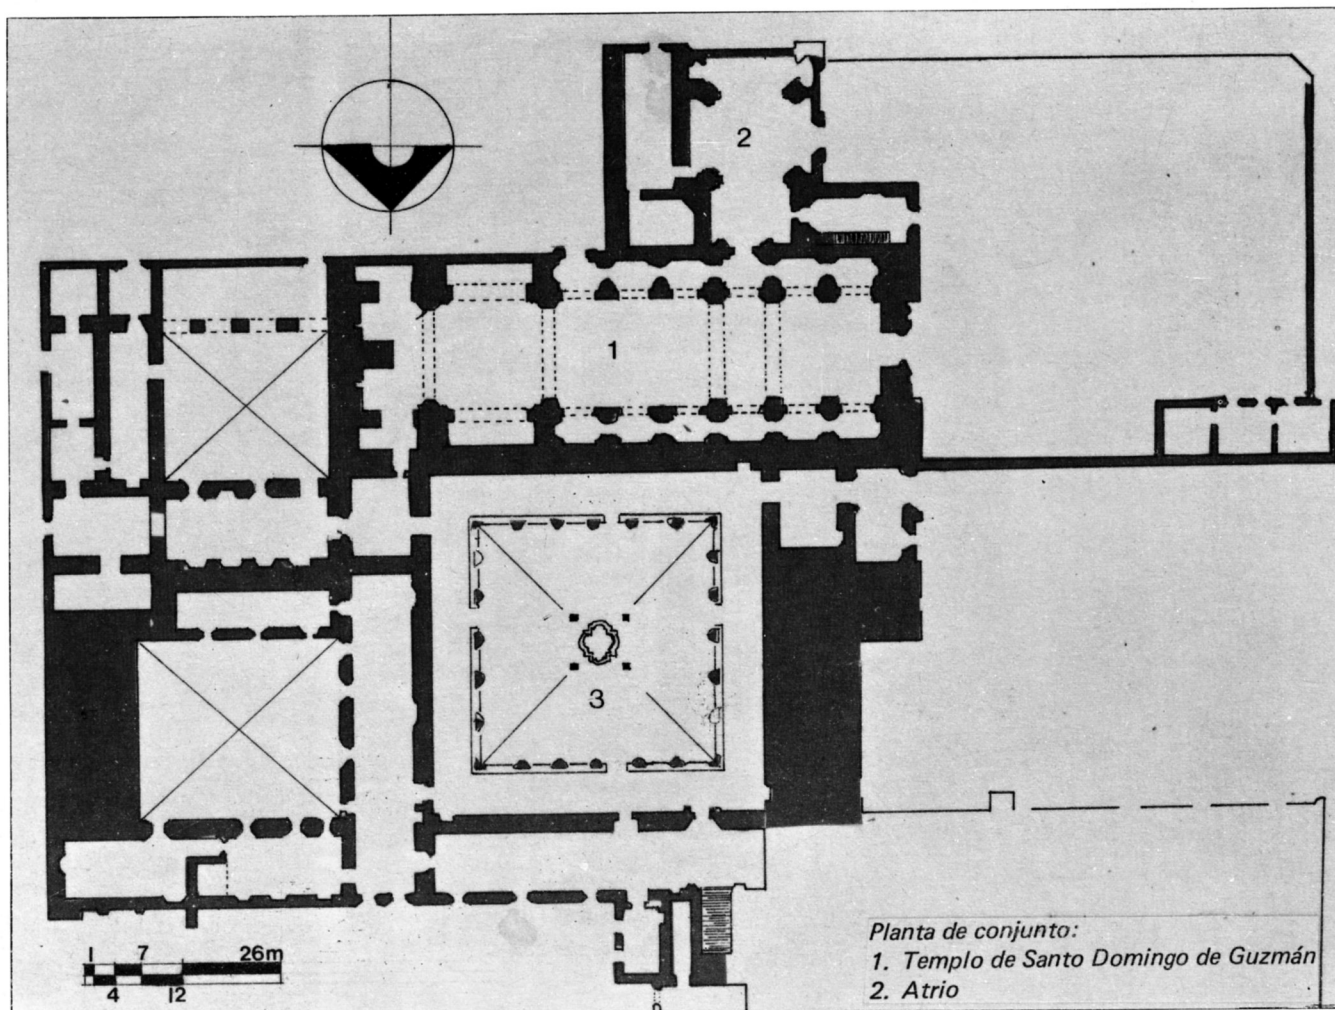 2
1
3
1 7 26m
4 12
Planta de conjunto:
1. Templo de Santo Domingo de Guzmán
2. Atrio